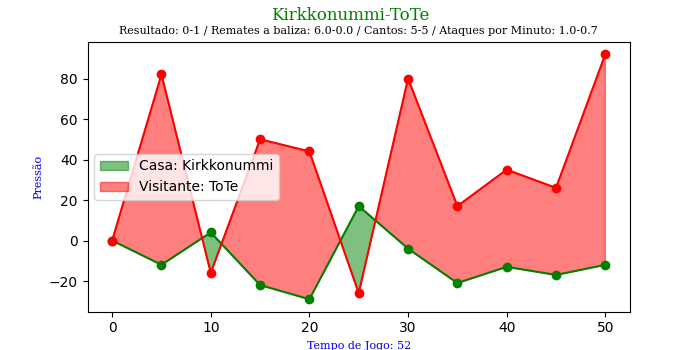 Kirkkonummi-ToTe
Resultado: 0-1 / Remates a baliza: 6.0-0.0 / Cantos: 5-5 / Ataques por Minuto: 1.0-0.7
Pressão
80
60
40
20
0
−20
Casa: Kirkkonummi
Visitante: ToTe
0 10 20 30 40 50
Tempo de Jogo: 52